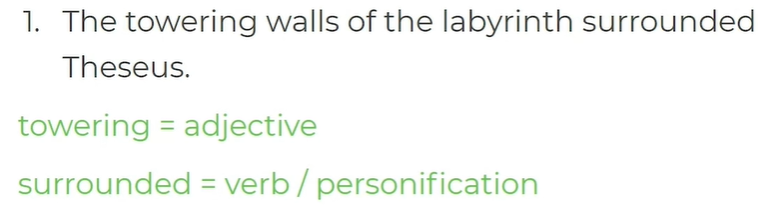 1. The towering walls of the labyrinth surrounded
Theseus.
towering = adjective
surrounded = verb / personification